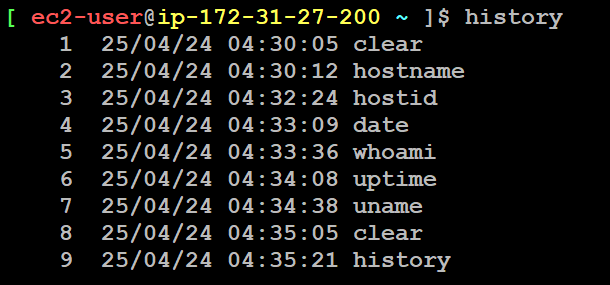 [ ec2-user@ip-172-31-27-200 ~ ]$ history
1 25/04/24 04:30:05 clear
2 25/04/24 04:30:12 hostname
3 25/04/24 04:32:24 hostid
4 25/04/24 04:33:09 date
5 25/04/24 04:33:36 whoami
6 25/04/24 04:34:08 uptime
7 25/04/24 04:34:38 uname
8 25/04/24 04:35:05 clear
9 25/04/24 04:35:21 history